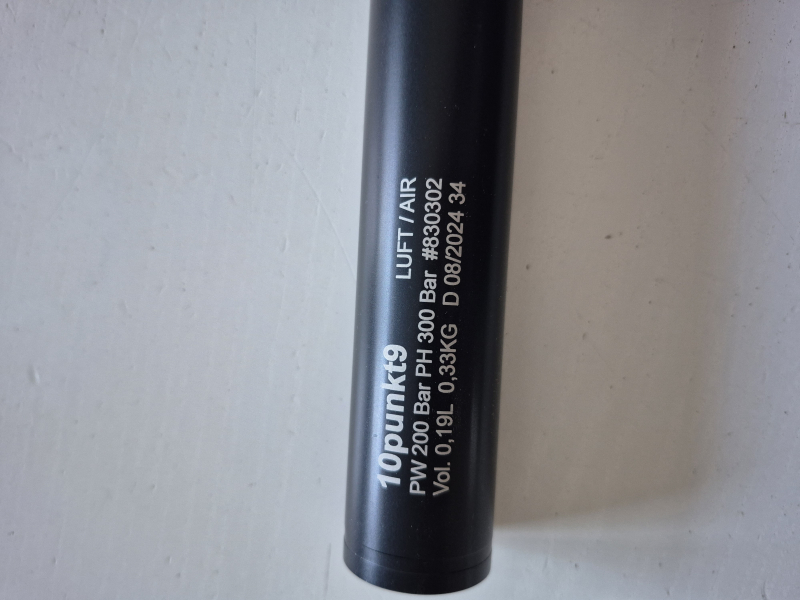 10punkt9 LUFT / AIR
PW 200 Bar PH 300 Bar #830302
Vol. 0,19L 0,33KG D 08/2024 34